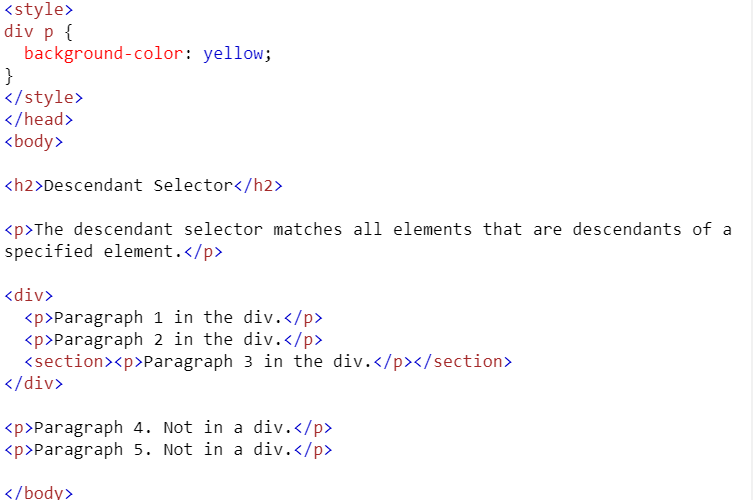 <style>
div p {
  background-color: yellow;
}
</style>
</head>
<body>

<h2>Descendant Selector</h2>

<p>The descendant selector matches all elements that are descendants of a
specified element.</p>

<div>
  <p>Paragraph 1 in the div.</p>
  <p>Paragraph 2 in the div.</p>
  <section><p>Paragraph 3 in the div.</p></section>
</div>

<p>Paragraph 4. Not in a div.</p>
<p>Paragraph 5. Not in a div.</p>

</body>